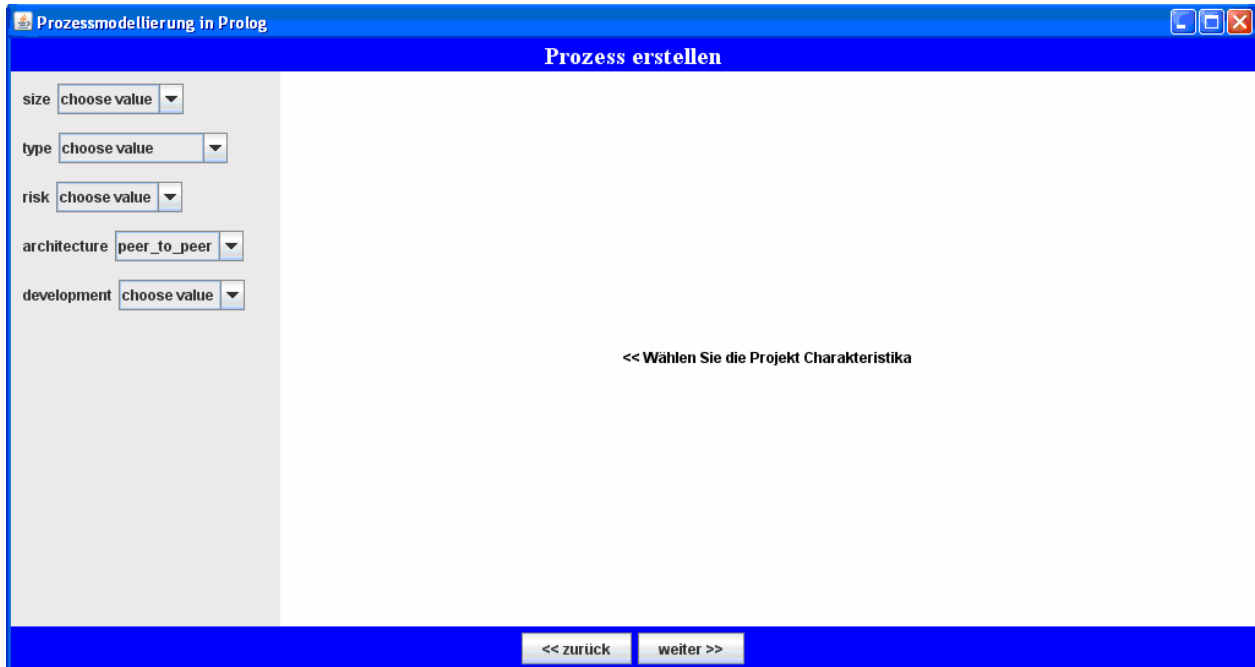 Prozessmodellierung in Prolog
Prozess erstellen
size choose value
type choose value
risk choose value
architecture peer_to_peer
development choose value
<< Wählen Sie die Projekt Charakteristika
<< zurück weiter >>